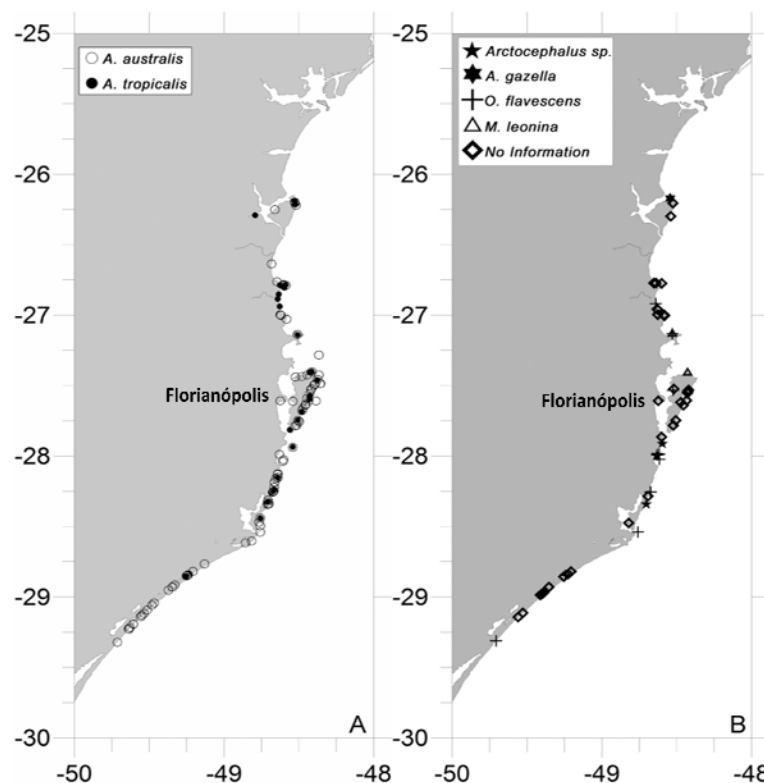 -25
-26
-27
-28
-29
-30
A. australis
A. tropicalis
Florianópolis
A
-50
-49
-48
-25
-26
-27
-28
-29
-30
Arctocephalus sp.
A. gazella
O. flavescens
M. leonina
No Information
Florianópolis
B
-50
-49
-48